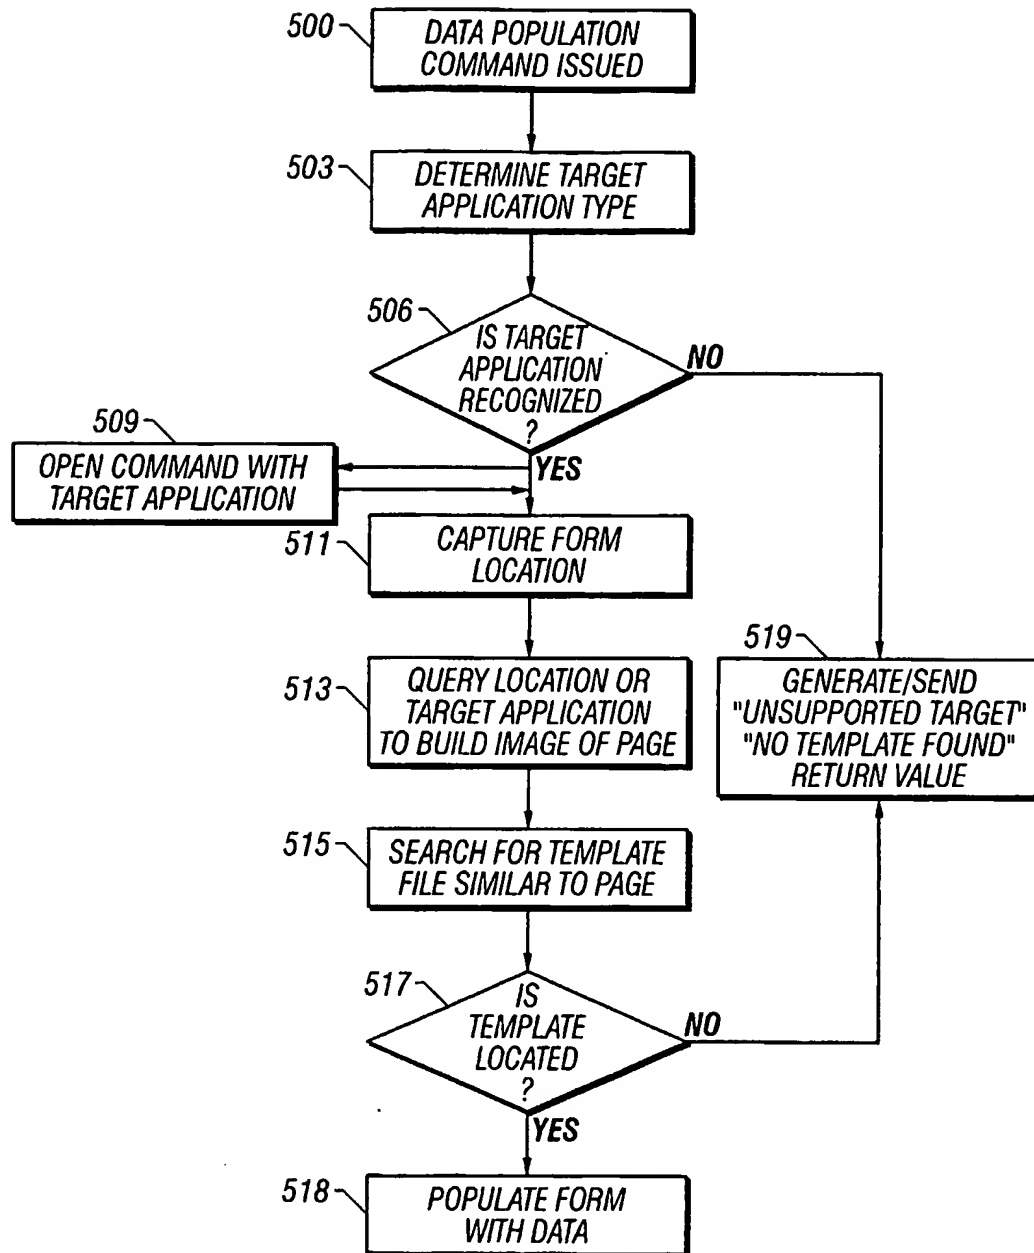 500
DATA POPULATION
COMMAND ISSUED
503
DETERMINE TARGET
APPLICATION TYPE
506
IS TARGET
APPLICATION
RECOGNIZED
?
NO
YES
509
OPEN COMMAND WITH
TARGET APPLICATION
511
CAPTURE FORM
LOCATION
513
QUERY LOCATION OR
TARGET APPLICATION
TO BUILD IMAGE OF PAGE
519
GENERATE/SEND
"UNSUPPORTED TARGET"
"NO TEMPLATE FOUND"
RETURN VALUE
515
SEARCH FOR TEMPLATE
FILE SIMILAR TO PAGE
517
IS
TEMPLATE
LOCATED
?
NO
YES
518
POPULATE FORM
WITH DATA